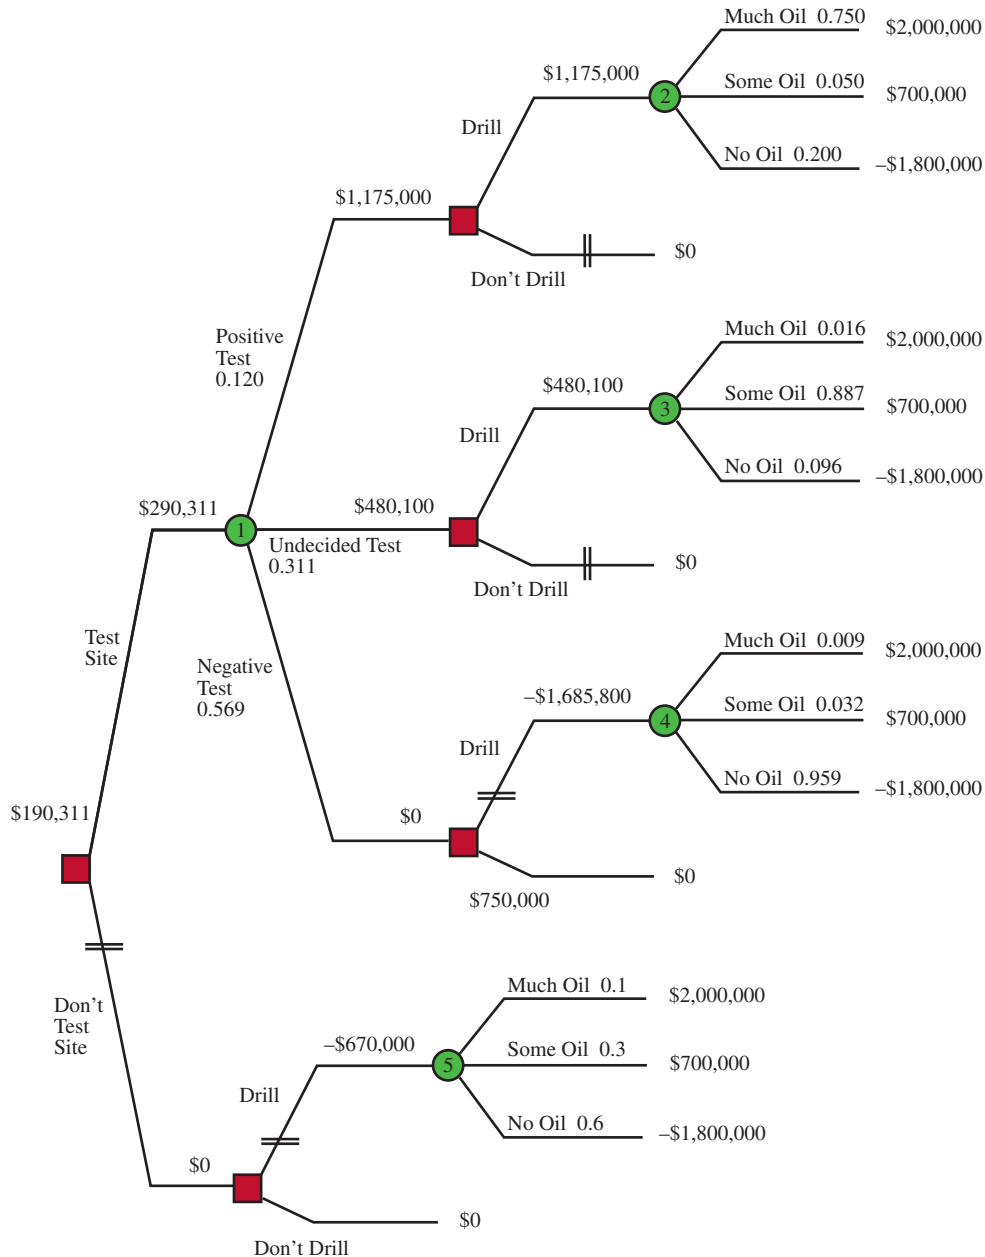 Much Oil 0.750
$2,000,000
$1,175,000
2
Some Oil 0.050
$700,000
Drill
No Oil 0.200
–$1,800,000
$1,175,000
$0
Don't Drill
Positive
Test
0.120
Much Oil 0.016
$2,000,000
$480,100
3
Some Oil 0.887
$700,000
Drill
No Oil 0.096
–$1,800,000
$290,311
1
$480,100
Undecided Test
0.311
$0
Don't Drill
Test
Site
Negative
Test
0.569
Much Oil 0.009
$2,000,000
–$1,685,800
4
Some Oil 0.032
$700,000
Drill
No Oil 0.959
–$1,800,000
$190,311
$0
$0
$750,000
Don't
Test
Site
Much Oil 0.1
$2,000,000
–$670,000
5
Some Oil 0.3
$700,000
Drill
No Oil 0.6
–$1,800,000
$0
$0
Don't Drill